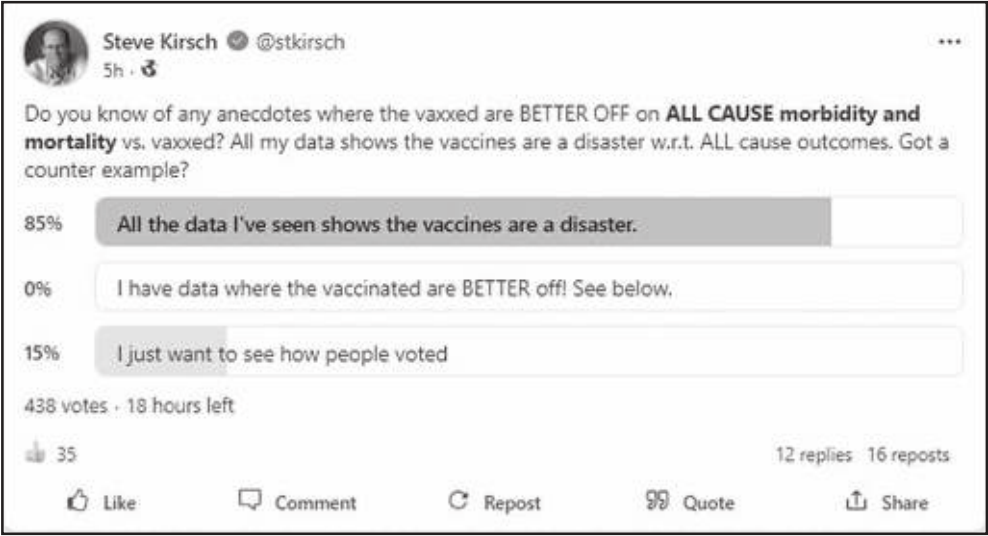 Steve Kirsch @stkirsch
5h ·
Do you know of any anecdotes where the vaxxed are BETTER OFF on ALL CAUSE morbidity and
mortality vs. vaxxed? All my data shows the vaccines are a disaster w.r.t. ALL cause outcomes. Got a
counter example?
85% All the data I've seen shows the vaccines are a disaster.
0% I have data where the vaccinated are BETTER off! See below.
15% I just want to see how people voted
438 votes · 18 hours left
35 12 replies 16 reposts
Like Comment Repost Quote Share